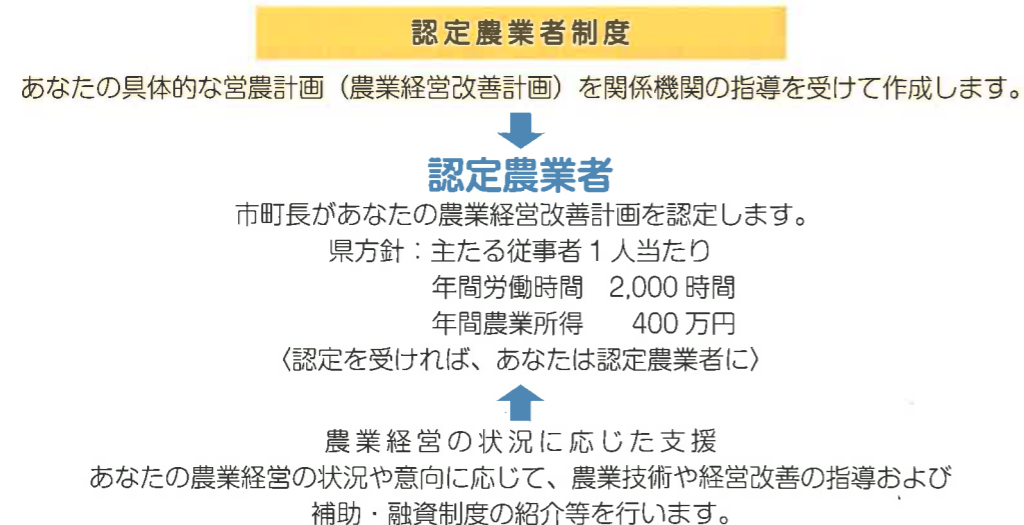 認定農業者制度
あなたの具体的な営農計画（農業経営改善計画）を関係機関の指導を受けて作成します。
認定農業者
市町長があなたの農業経営改善計画を認定します。
県方針：主たる従事者1人当たり
年間労働時間　2,000時間
年間農業所得　400万円
〈認定を受ければ、あなたは認定農業者に〉
農業経営の状況に応じた支援
あなたの農業経営の状況や意向に応じて、農業技術や経営改善の指導および
補助・融資制度の紹介等を行います。